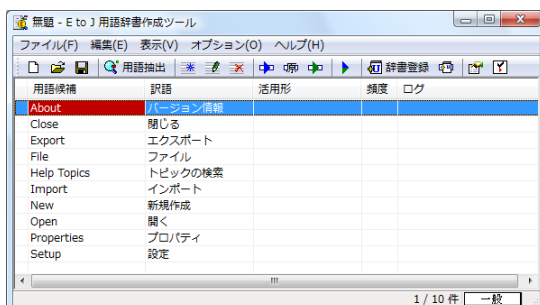 無題 - E to J 用語辞書作成ツール
ファイル(F) 編集(E) 表示(V) オプション(O) ヘルプ(H)
用語抽出 辞書登録
用語候補 訳語 活用形 頻度 ログ
About バージョン情報
Close 閉じる
Export エクスポート
File ファイル
Help Topics トピックの検索
Import インポート
New 新規作成
Open 開く
Properties プロパティ
Setup 設定
1 / 10 件 一般